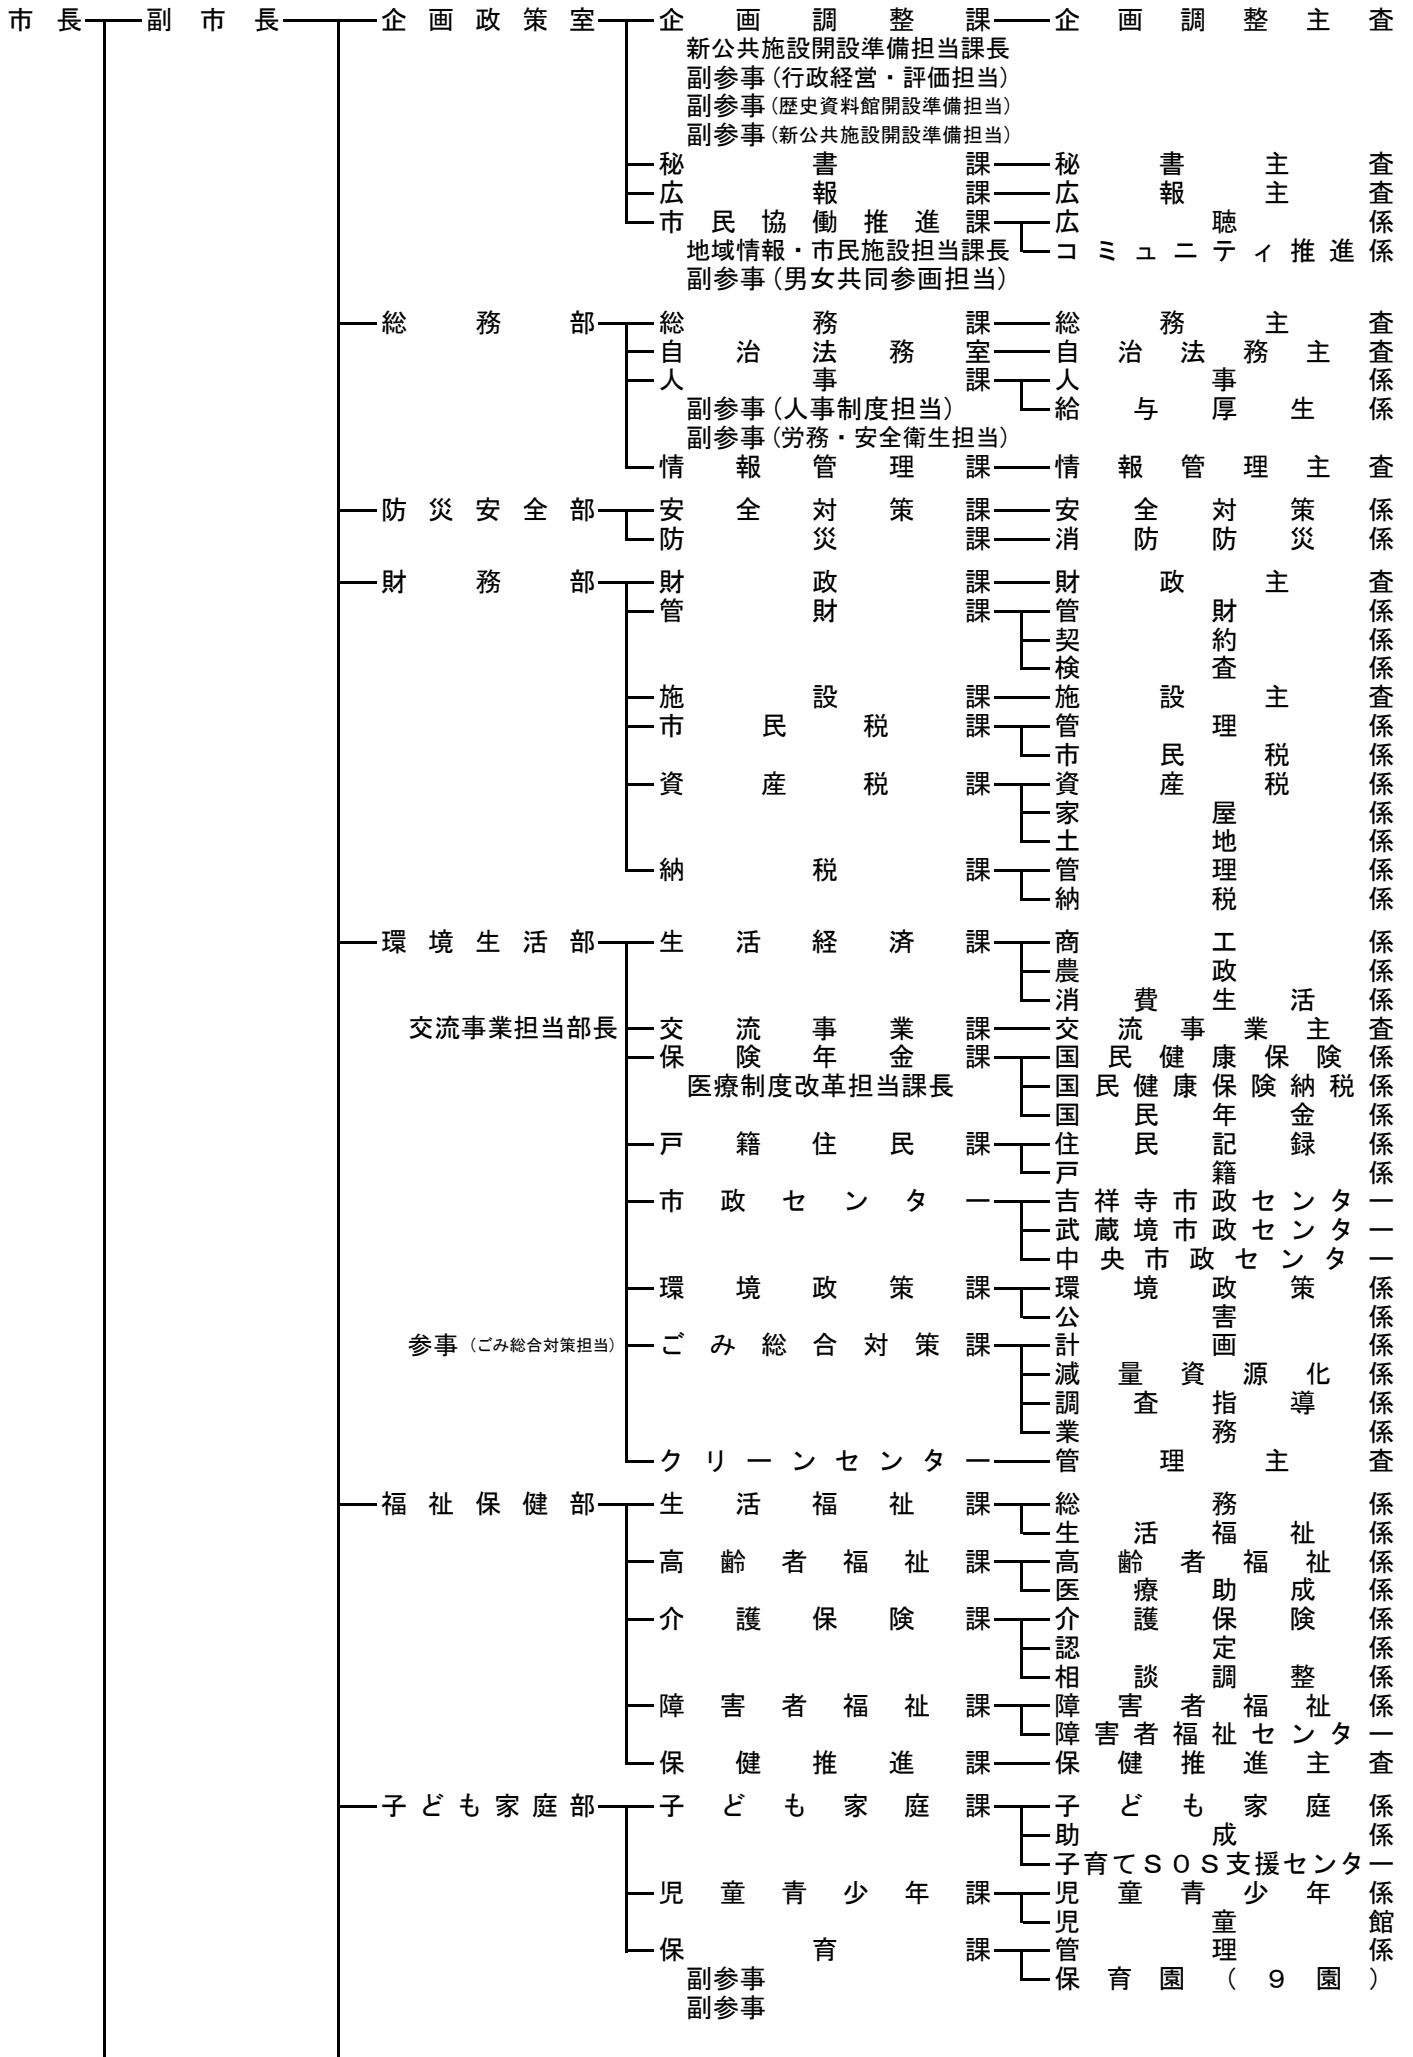 市長 副市長 企画政策室 企画調整課 企画調整主査
新公共施設開設準備担当課長
副参事(行政経営・評価担当)
副参事(歴史資料館開設準備担当)
副参事(新公共施設開設準備担当)
秘書課 秘書主査
広報課 広報主査
市民協働推進課 広聴係
地域情報・市民施設担当課長 コミュニティ推進係
副参事(男女共同参画担当)
総務部 総務課 総務主査
自治法務室 自治法務主査
人事課 人事係
副参事(人事制度担当) 給与厚生係
副参事(労務・安全衛生担当)
情報管理課 情報管理主査
防災安全部 安全対策課 安全対策係
防災課 消防防災係
財務部 財政課 財政主査
管財課 管財係
契約係
検査係
施設課 施設主査
市民税課 管理係
市民税係
資産税課 資産税係
家屋係
土地係
納税課 管理係
納税係
環境生活部 生活経済課 商工係
農政係
消費生活係
交流事業担当部長 交流事業課 交流事業主査
保険年金課 国民健康保険係
医療制度改革担当課長 国民健康保険納税係
国民年金係
戸籍住民課 住民記録係
戸籍係
市政センター 吉祥寺市政センター
武蔵境市政センター
中央市政センター
環境政策課 環境政策係
公害係
参事(ごみ総合対策担当) ごみ総合対策課 計画係
減量資源化係
調査指導係
業務係
クリーンセンター 管理主査
福祉保健部 生活福祉課 総務係
生活福祉係
高齢者福祉課 高齢者福祉係
医療助成係
介護保険課 介護保険係
認定係
相談調整係
障害者福祉課 障害者福祉係
障害者福祉センター
保健推進課 保健推進主査
子ども家庭部 子ども家庭課 子ども家庭係
助成係
子育てSOS支援センター
児童青少年課 児童青少年係
児童館
保育課 管理係
副参事 保育園(9園)
副参事